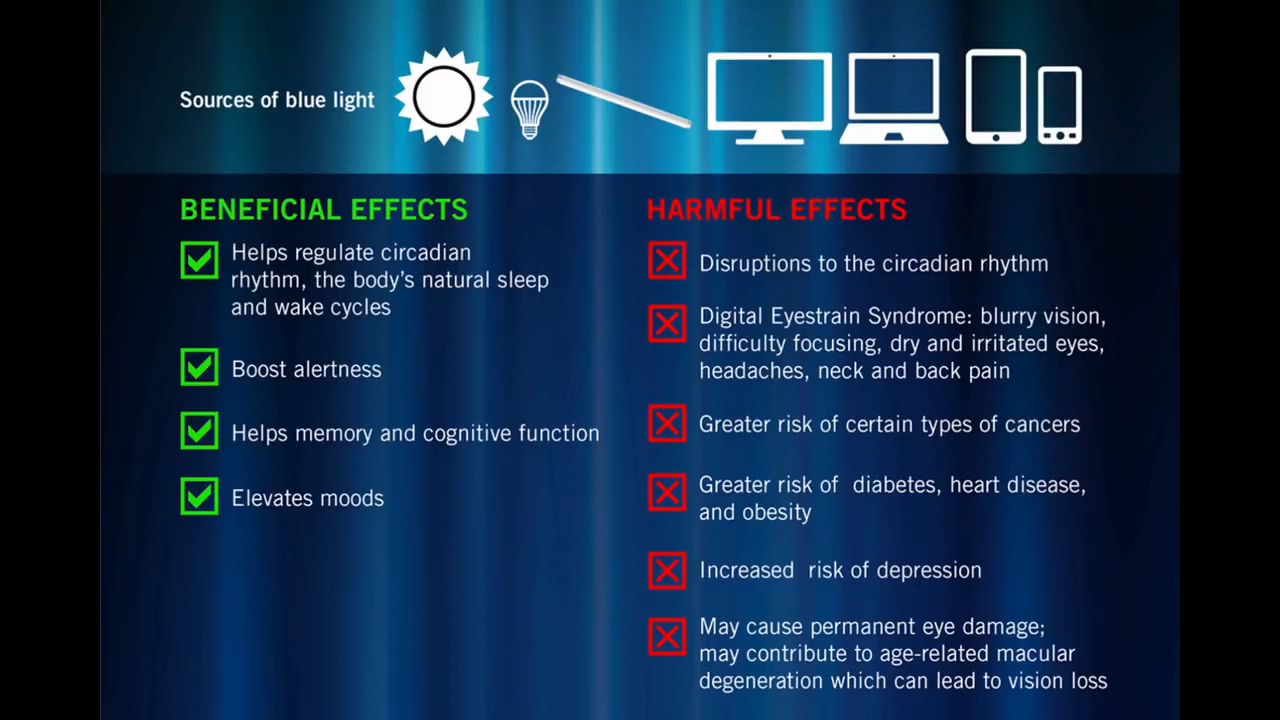 Sources of blue light
BENEFICIAL EFFECTS
Helps regulate circadian
rhythm, the body's natural sleep
and wake cycles
Boost alertness
Helps memory and cognitive function
Elevates moods
HARMFUL EFFECTS
Disruptions to the circadian rhythm
Digital Eyestrain Syndrome: blurry vision,
difficulty focusing, dry and irritated eyes,
headaches, neck and back pain
Greater risk of certain types of cancers
Greater risk of  diabetes, heart disease,
and obesity
Increased  risk of depression
May cause permanent eye damage;
may contribute to age-related macular
degeneration which can lead to vision loss